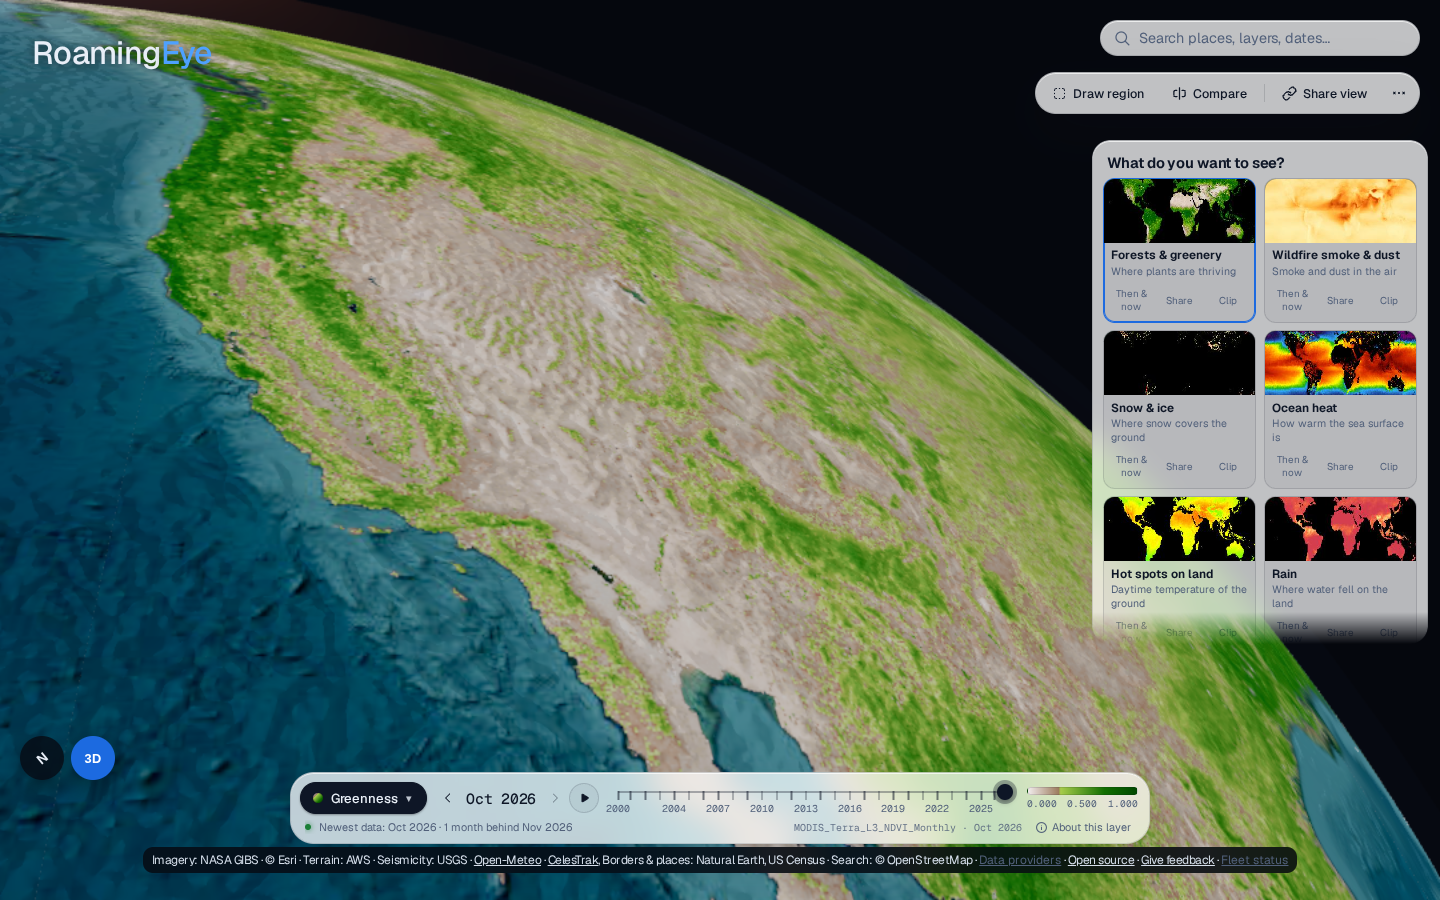 RoamingEye
Search places, layers, dates...
Draw region
Compare
Share view
What do you want to see?
Forests & greenery
Where plants are thriving
Then & now
Share
Clip
Wildfire smoke & dust
Smoke and dust in the air
Then & now
Share
Clip
Snow & ice
Where snow covers the ground
Then & now
Share
Clip
Ocean heat
How warm the sea surface is
Then & now
Share
Clip
Hot spots on land
Daytime temperature of the ground
Then &
Share
Clip
Rain
Where water fell on the land
Then &
Share
Clip
N
3D
Greenness
Oct 2026
2000 2004 2007 2010 2013 2016 2019 2022 2025
0.000 0.500 1.000
Newest data: Oct 2026 · 1 month behind Nov 2026
MODIS_Terra_L3_NDVI_Monthly · Oct 2026
About this layer
Imagery: NASA GIBS · © Esri · Terrain: AWS · Seismicity: USGS · Open-Meteo · CelesTrak, Borders & places: Natural Earth, US Census · Search: © OpenStreetMap · Data providers · Open source · Give feedback · Fleet status